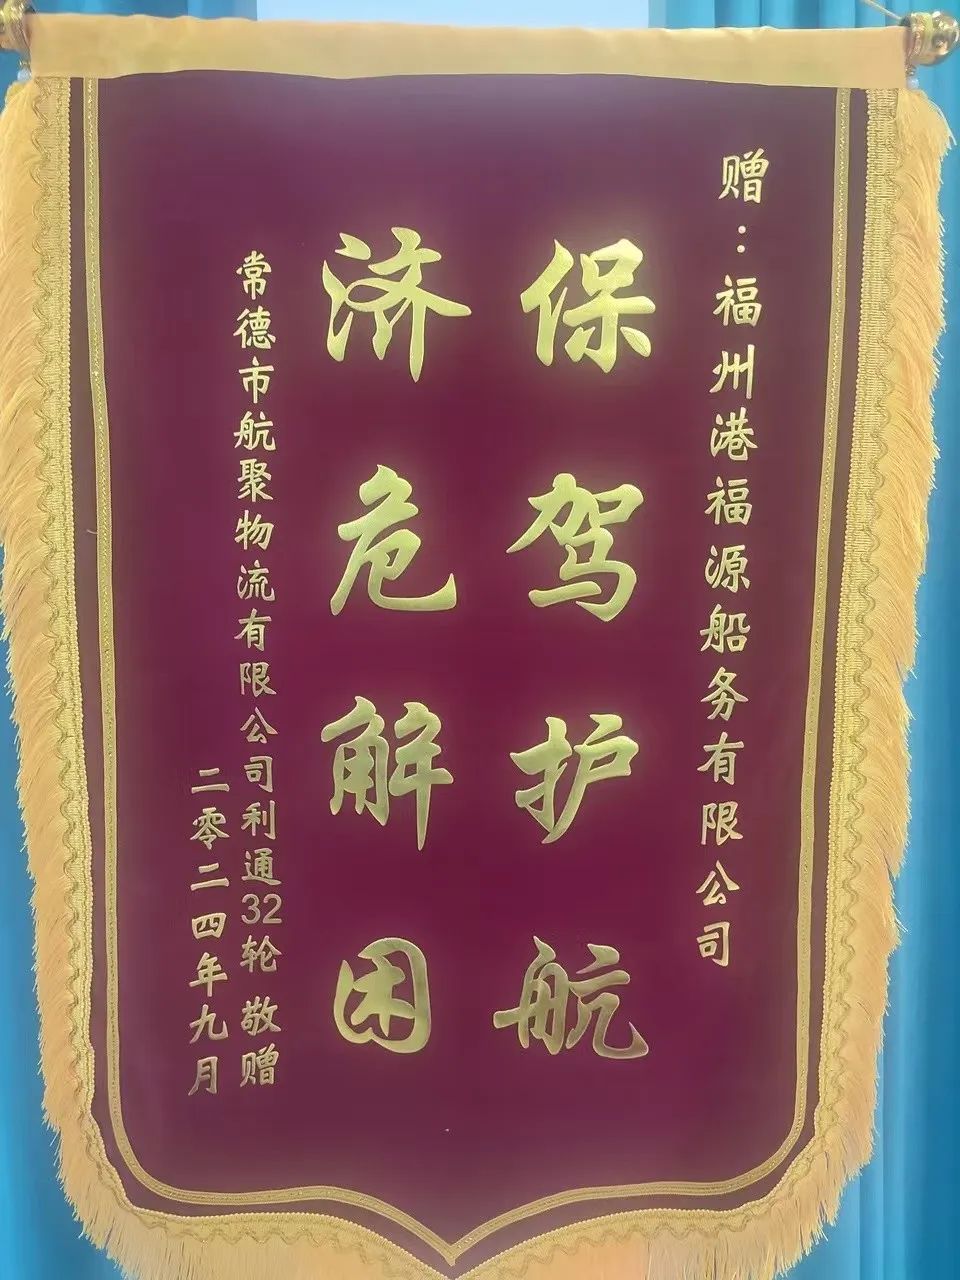 赠：福州港福源船务有限公司
保驾护航
济危解困
常德市航聚物流有限公司利通32轮 敬赠
二零二四年九月